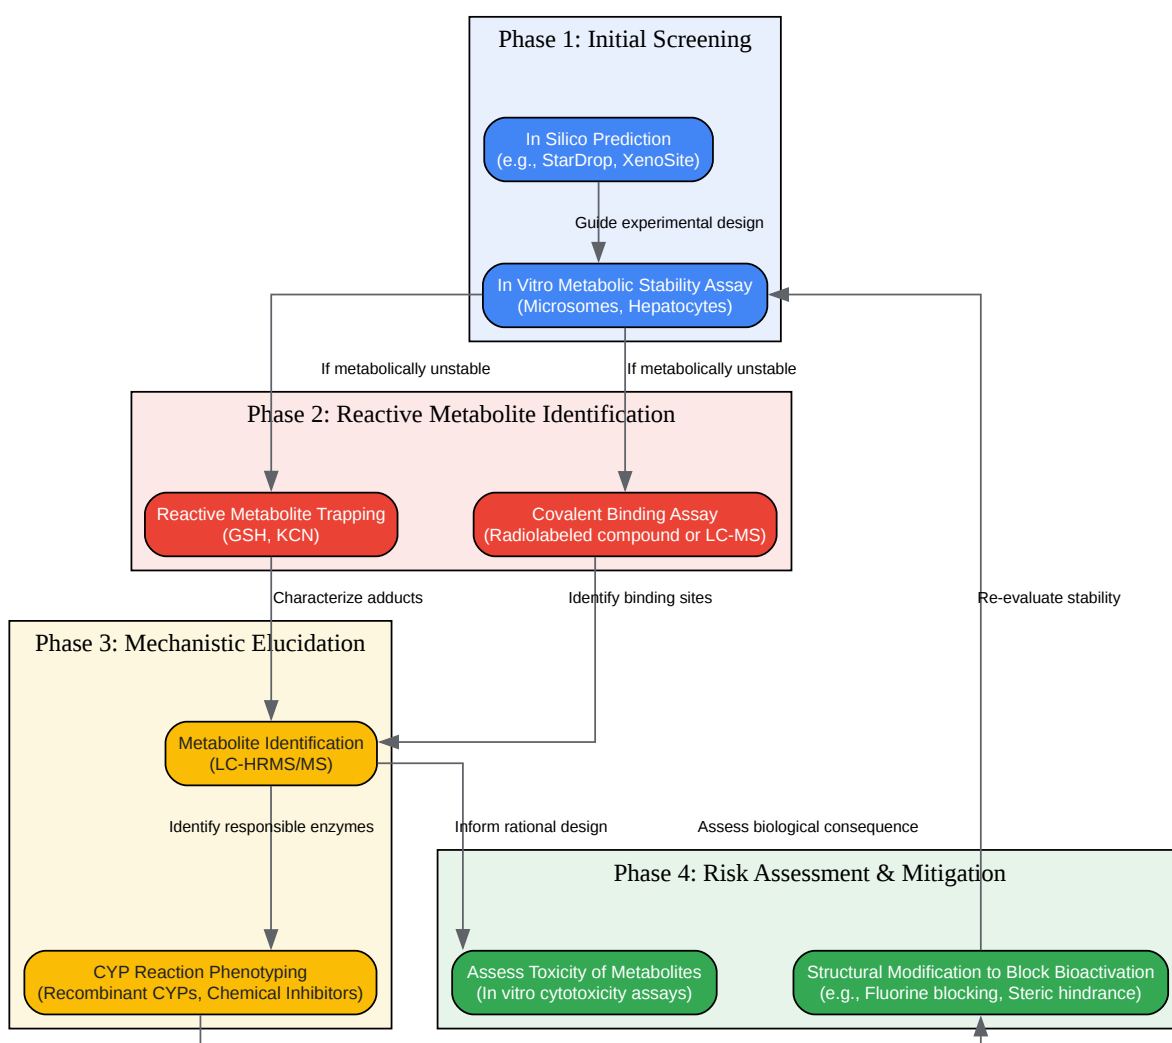 Phase 1: Initial Screening
In Silico Prediction
(e.g., StarDrop, XenoSite)
Guide experimental design
In Vitro Metabolic Stability Assay
(Microsomes, Hepatocytes)
If metabolically unstable
If metabolically unstable
Phase 2: Reactive Metabolite Identification
Reactive Metabolite Trapping
(GSH, KCN)
Covalent Binding Assay
(Radiolabeled compound or LC-MS)
Characterize adducts
Identify binding sites
Re-evaluate stability
Phase 3: Mechanistic Elucidation
Metabolite Identification
(LC-HRMS/MS)
Identify responsible enzymes
Inform rational design
Assess biological consequence
Phase 4: Risk Assessment & Mitigation
CYP Reaction Phenotyping
(Recombinant CYPs, Chemical Inhibitors)
Assess Toxicity of Metabolites
(In vitro cytotoxicity assays)
Structural Modification to Block Bioactivation
(e.g., Fluorine blocking, Steric hindrance)